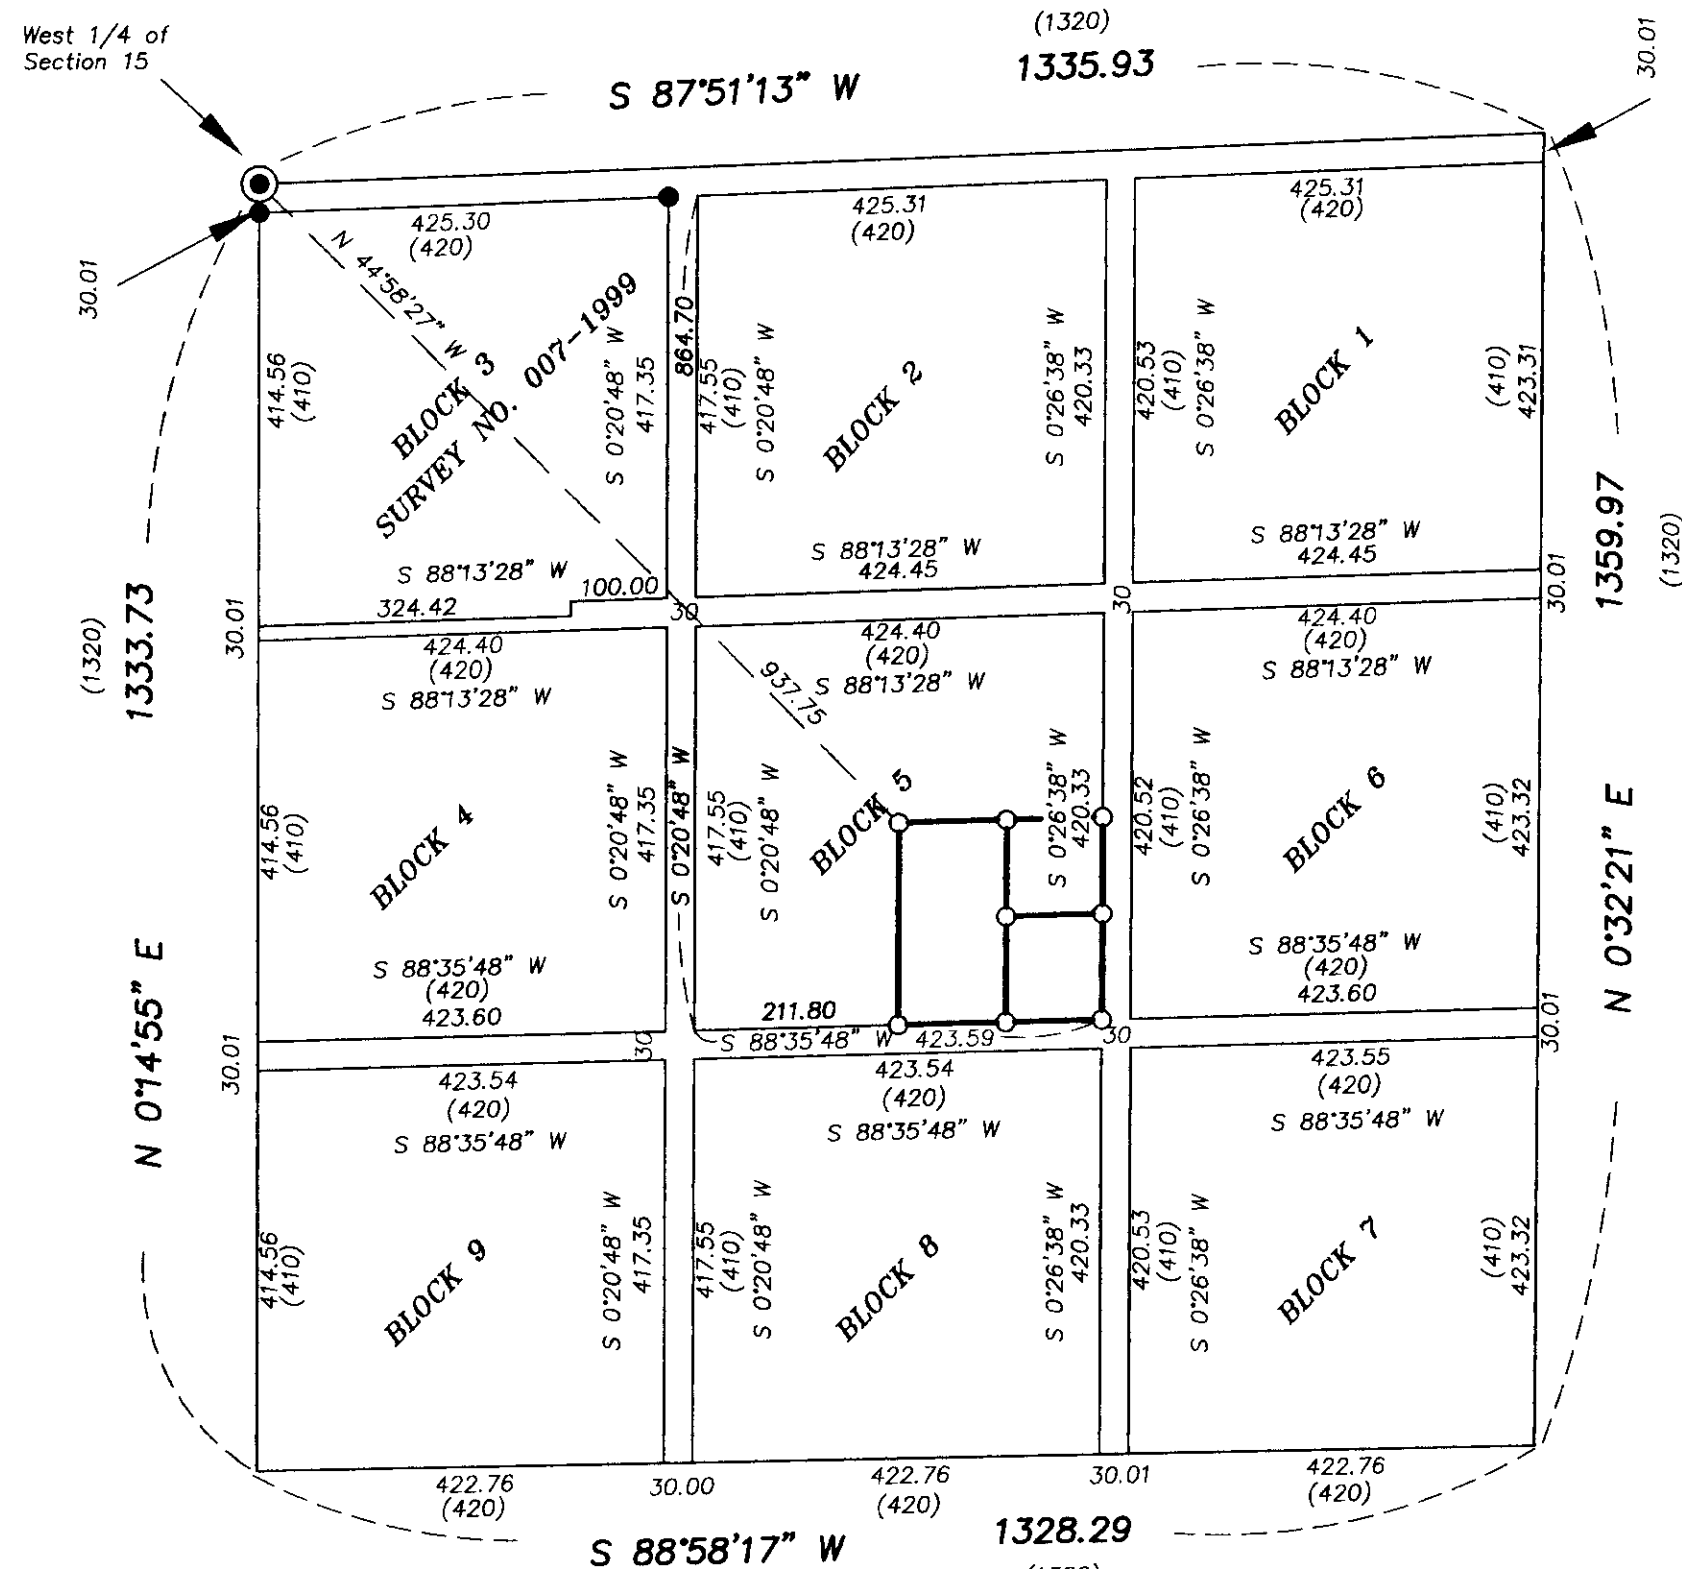 West 1/4 of
Section 15
(1320)
S 87°51'13" W
1335.93
30.01
30.01
425.30
(420)
N 44°58'27" W
425.31
(420)
425.31
(420)
414.56
(410)
BLOCK 3
SURVEY NO. 007-1999
S 0°20'48" W
417.35
864.70
417.55
(410)
S 0°20'48" W
BLOCK 2
S 0°26'38" W
420.33
420.53
(410)
S 0°26'38" W
BLOCK 1
(410)
423.31
S 88°13'28" W
100.00
324.42
S 88°13'28" W
424.45
S 88°13'28" W
424.45
30.01
30
30
30.01
(1320)
1333.73
N 0°14'55" E
1359.97
(1320)
N 0°32'21" E
424.40
(420)
S 88°13'28" W
424.40
(420)
S 88°13'28" W
424.40
(420)
S 88°13'28" W
937.75
414.56
(410)
BLOCK 4
S 0°20'48" W
417.35
S 0°20'48" W
417.55
(410)
S 0°20'48" W
BLOCK 5
S 0°26'38" W
420.33
420.52
(410)
S 0°26'38" W
BLOCK 6
(410)
423.32
S 88°35'48" W
(420)
423.60
211.80
S 88°35'48" W
423.59
S 88°35'48" W
(420)
423.60
30.01
30
30
30.01
423.54
(420)
S 88°35'48" W
423.54
(420)
S 88°35'48" W
423.55
(420)
S 88°35'48" W
414.56
(410)
BLOCK 9
S 0°20'48" W
417.35
417.55
(410)
S 0°20'48" W
BLOCK 8
S 0°26'38" W
420.33
420.53
(410)
S 0°26'38" W
BLOCK 7
(410)
423.32
422.76
(420)
30.00
422.76
(420)
30.01
422.76
(420)
S 88°58'17" W
1328.29